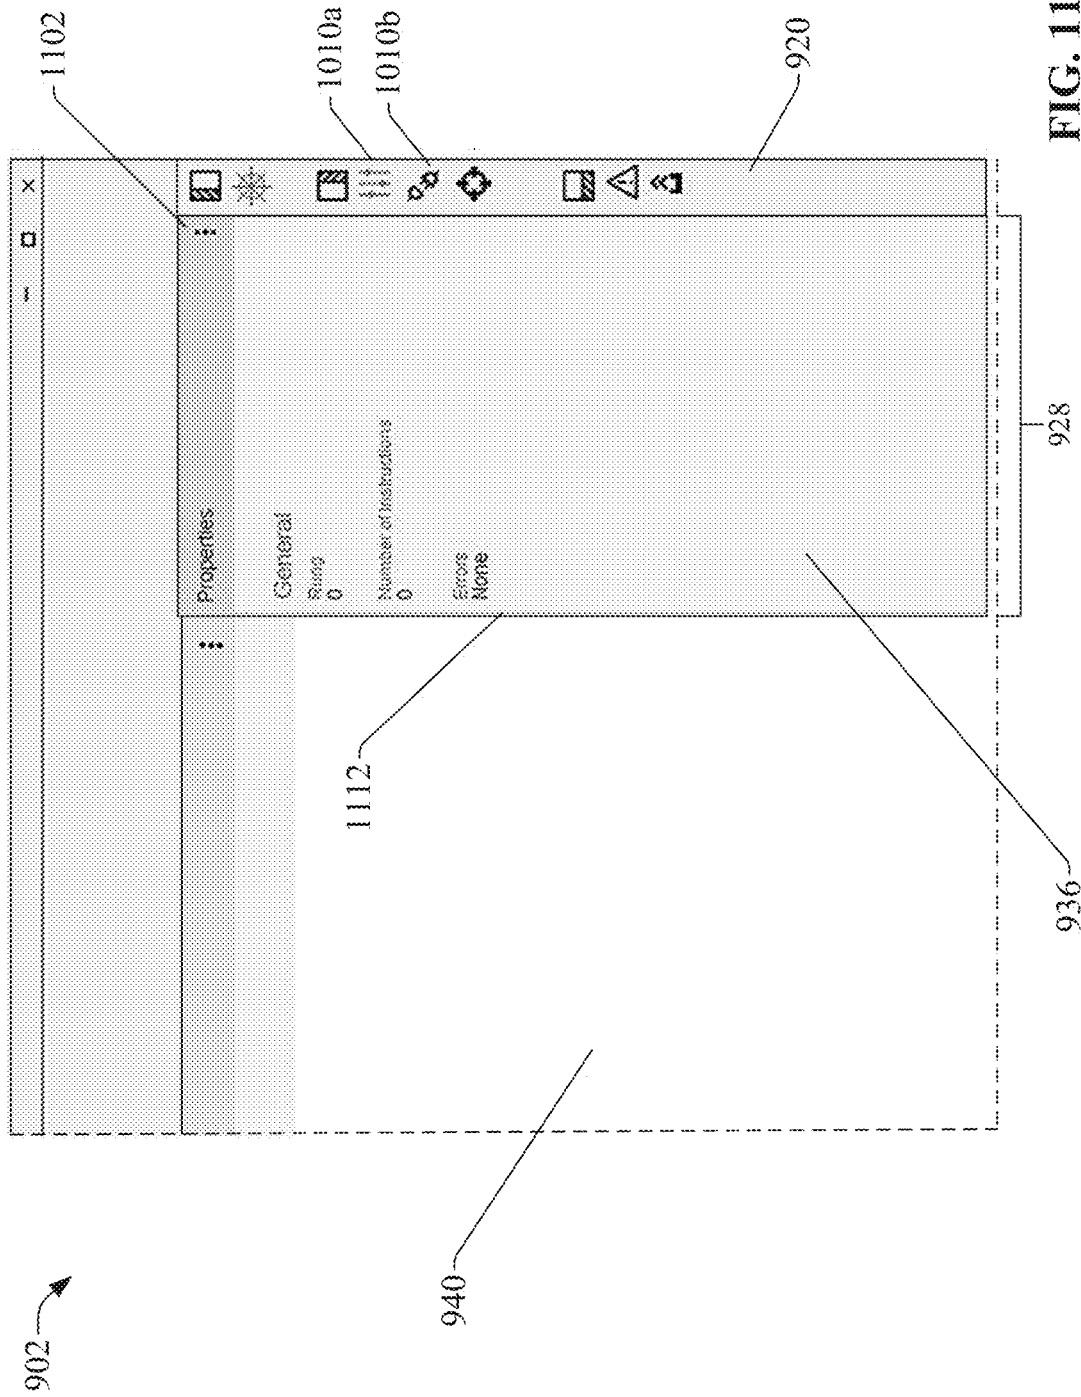 902
1102
Properties
General
Rung
0
1010a
1112
Number of Instructions
0
1010b
940
Errors
None
920
936
928
FIG. 11